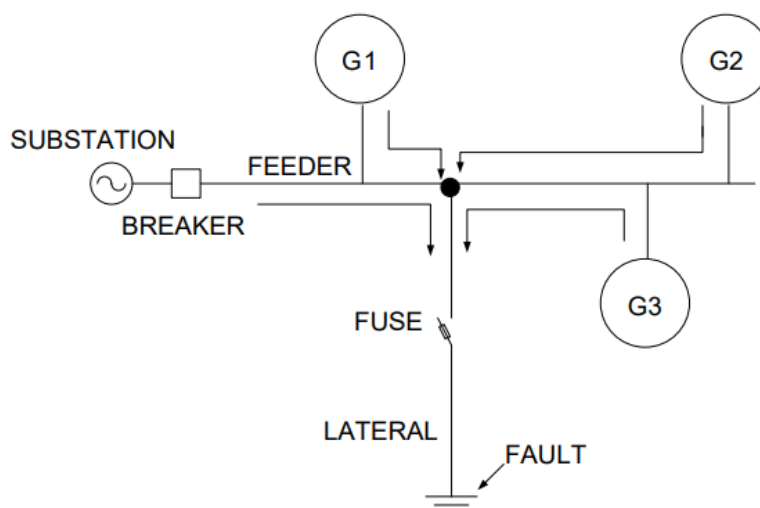 G1
G2
SUBSTATION
FEEDER
BREAKER
G3
FUSE
LATERAL
FAULT